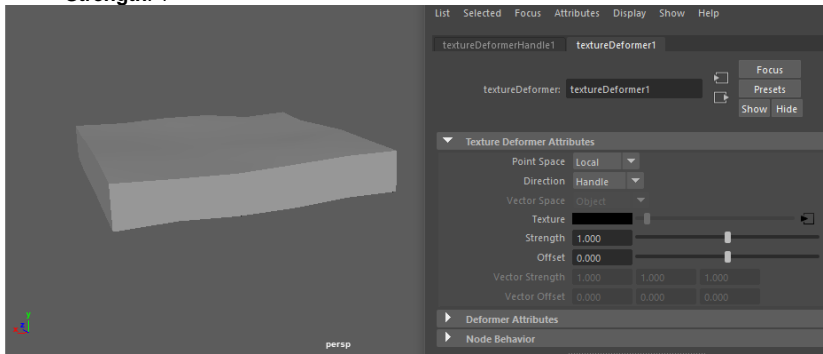 Strength: 1
List Selected Focus Attributes Display Show Help
textureDeformerHandle1 textureDeformer1
textureDeformer: textureDeformer1
Focus
Presets
Show Hide
Texture Deformer Attributes
Point Space Local
Direction Handle
Vector Space Object
Texture
Strength 1.000
Offset 0.000
Vector Strength 1.000 1.000 1.000
Vector Offset 0.000 0.000 0.000
Deformer Attributes
Node Behavior
y
z
persp